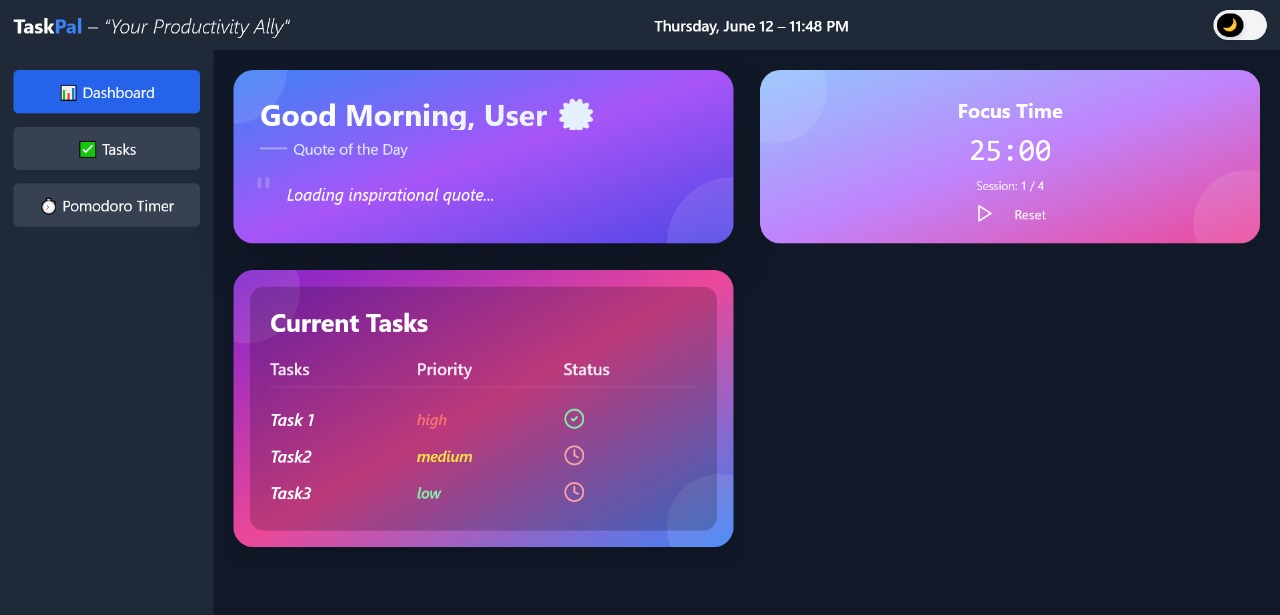 TaskPal – “Your Productivity Ally”
Thursday, June 12 – 11:48 PM
Dashboard
Tasks
Pomodoro Timer
Good Morning, User
Quote of the Day
"
Loading inspirational quote...
Focus Time
25:00
Session: 1 / 4
Reset
Current Tasks
Tasks Priority Status
Task 1 high
Task2 medium
Task3 low